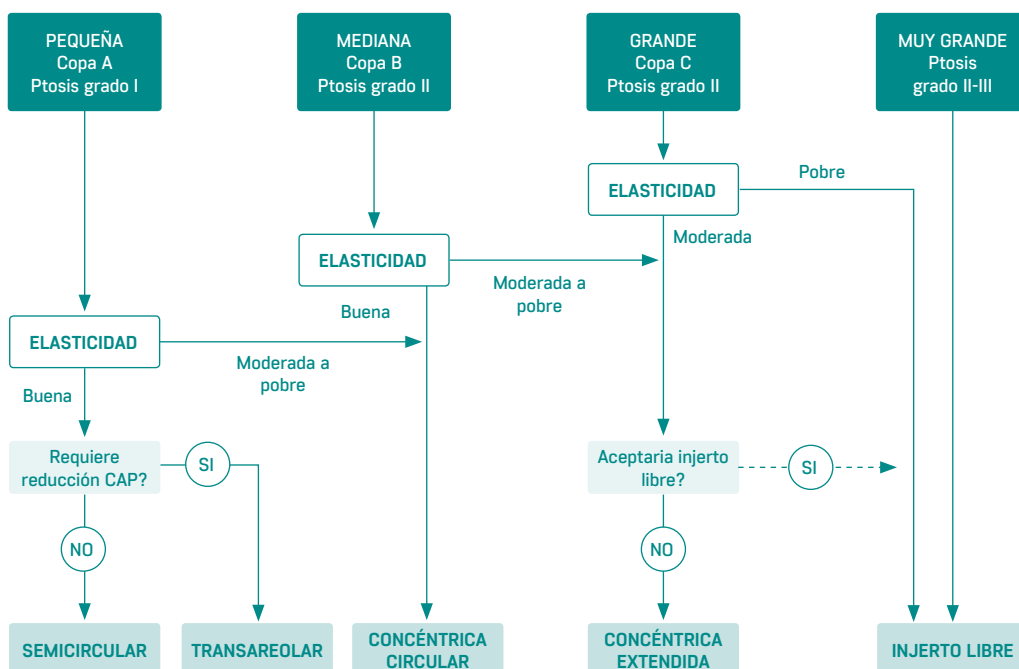 PEQUEÑA
Copa A
Ptosis grado I
MEDIANA
Copa B
Ptosis grado II
GRANDE
Copa C
Ptosis grado II
MUY GRANDE
Ptosis
grado II-III
ELASTICIDAD
Pobre
Moderada
ELASTICIDAD
Moderada a
pobre
Buena
ELASTICIDAD
Moderada a
pobre
Buena
Requiere
reducción CAP?
SI
NO
Aceptaria injerto
libre?
SI
NO
SEMICIRCULAR
TRANSAREOLAR
CONCÉNTRICA
CIRCULAR
CONCÉNTRICA
EXTENDIDA
INJERTO LIBRE